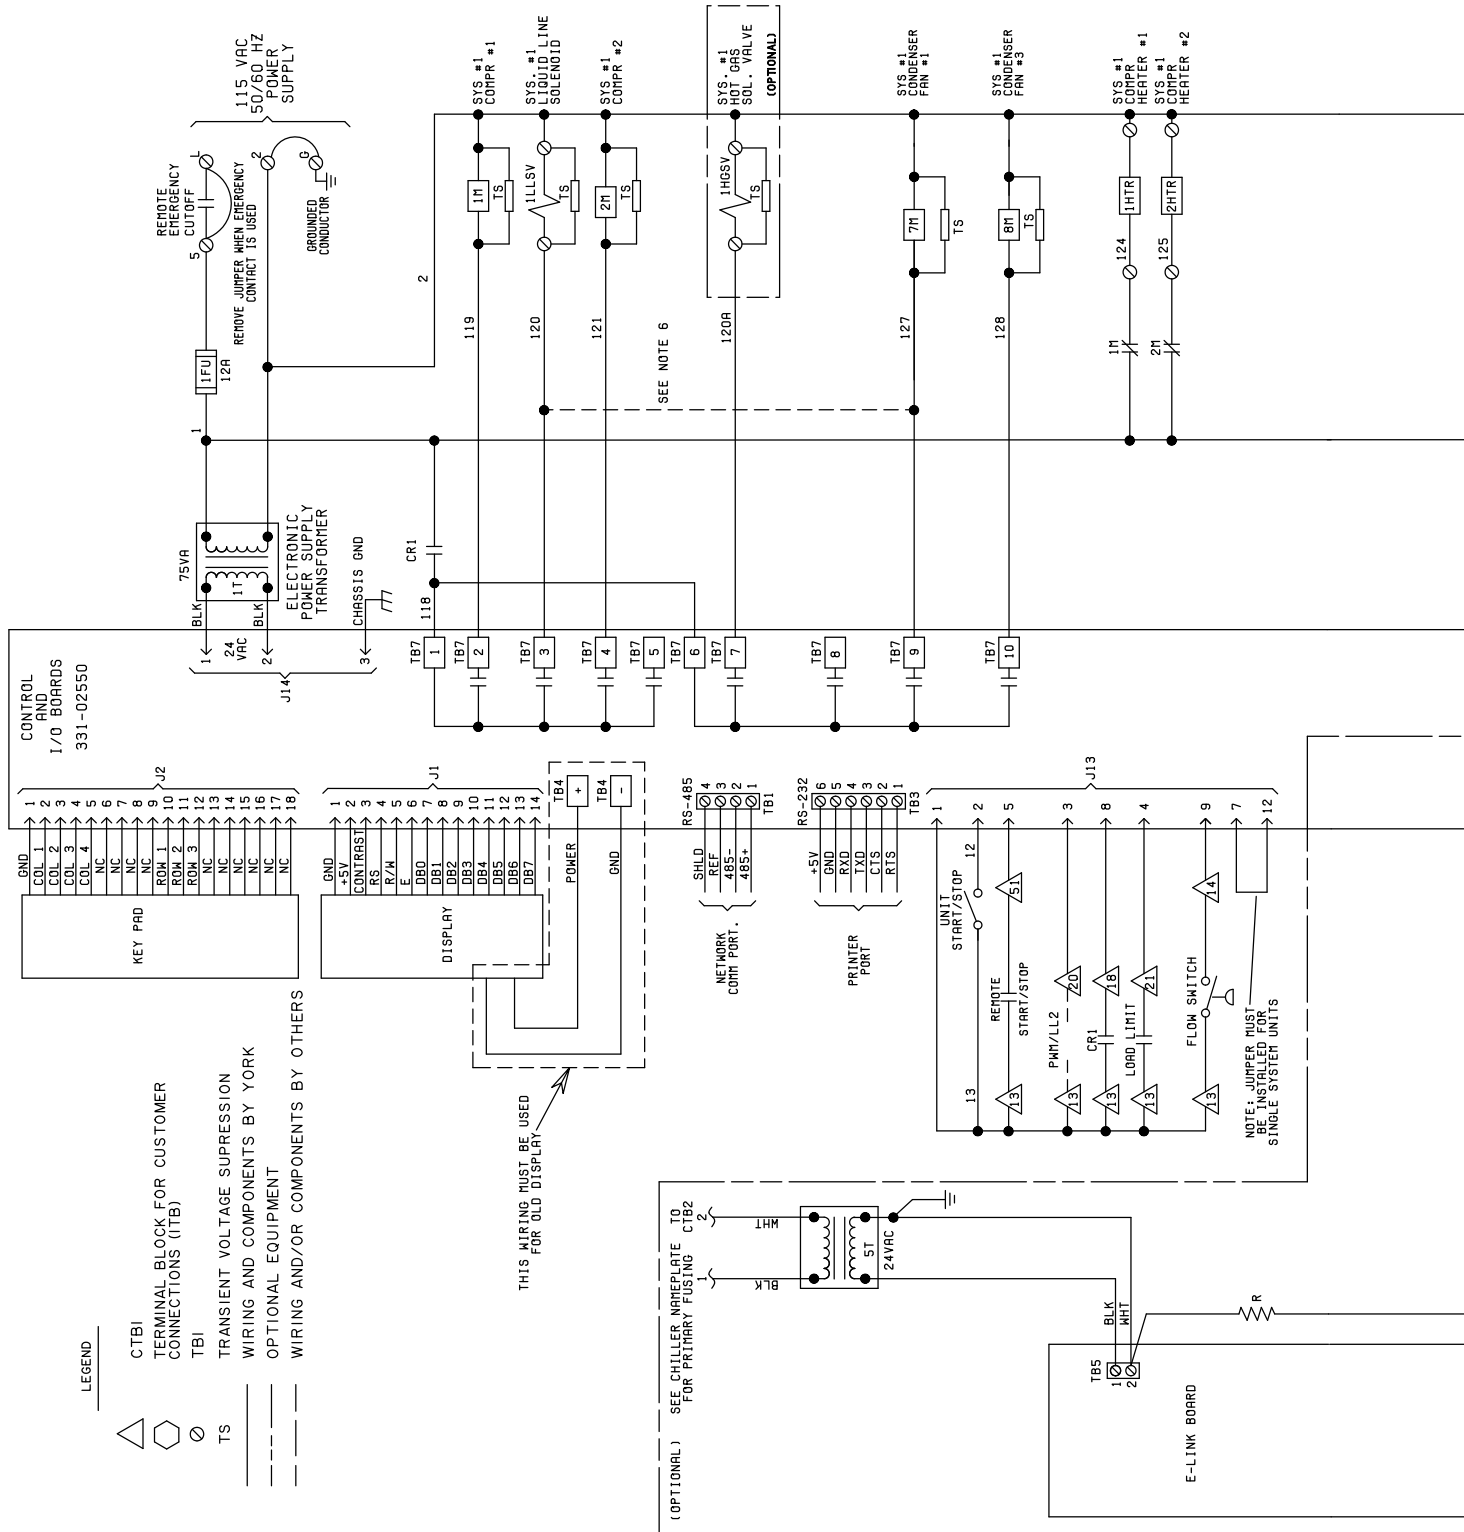 LEGEND
CTB1
TERMINAL BLOCK FOR CUSTOMER
CONNECTIONS (ITB)
TB1
TS
TRANSIENT VOLTAGE SUPRESSION
WIRING AND COMPONENTS BY YORK
OPTIONAL EQUIPMENT
WIRING AND/OR COMPONENTS BY OTHERS
CONTROL
AND
I/O BOARDS
331-02550
KEY PAD
GND
COL 1
COL 2
COL 3
COL 4
NC
NC
NC
NC
ROW 1
ROW 2
ROW 3
NC
NC
NC
NC
NC
NC
1
2
3
4
5
6
7
8
9
10
11
12
13
14
15
16
17
18
J2
DISPLAY
GND
+5V
CONTRAST
RS
R/W
E
DB0
DB1
DB2
DB3
DB4
DB5
DB6
DB7
1
2
3
4
5
6
7
8
9
10
11
12
13
14
J1
POWER
GND
TB4
+
TB4
-
THIS WIRING MUST BE USED
FOR OLD DISPLAY
NETWORK
COMM PORT.
SHLD
REF
485-
485+
RS-485
4
3
2
1
TB1
PRINTER
PORT
+5V
GND
RXD
TXD
CTS
RTS
RS-232
6
5
4
3
2
1
TB3
J13
1
2
5
3
8
4
9
7
12
13
UNIT
START/STOP
12
13
REMOTE
START/STOP
51
13
PWM/LL2
20
13
CR1
18
13
LOAD LIMIT
21
13
FLOW SWITCH
14
NOTE: JUMPER MUST
BE INSTALLED FOR
SINGLE SYSTEM UNITS
(OPTIONAL)
SEE CHILLER NAMEPLATE
FOR PRIMARY FUSING
TO
CTB2
1
2
BLK
WHT
5T
24VAC
BLK
WHT
TB5
1
2
R
E-LINK BOARD
J14
1
2
3
24
VAC
BLK
BLK
75VA
1T
ELECTRONIC
POWER SUPPLY
TRANSFORMER
CHASSIS GND
1
1FU
12A
5
L
REMOTE
EMERGENCY
CUTOFF
REMOVE JUMPER WHEN EMERGENCY
CONTACT IS USED
2
G
GROUNDED
CONDUCTOR
115 VAC
50/60 HZ
POWER
SUPPLY
2
TB7
1
118
CR1
TB7
2
119
1M
TS
SYS #1
COMPR #1
TB7
3
120
1LLSV
TS
SYS. #1
LIQUID LINE
SOLENOID
TB7
4
121
2M
TS
SYS #1
COMPR #2
TB7
5
TB7
6
SEE NOTE 6
TB7
7
120A
1HGSV
TS
SYS. #1
HOT GAS
SOL. VALVE
(OPTIONAL)
TB7
8
TB7
9
127
7M
TS
SYS #1
CONDENSER
FAN #1
TB7
10
128
8M
TS
SYS #1
CONDENSER
FAN #3
1M
124
1HTR
SYS #1
COMPR
HEATER #1
2M
125
2HTR
SYS #1
COMPR
HEATER #2